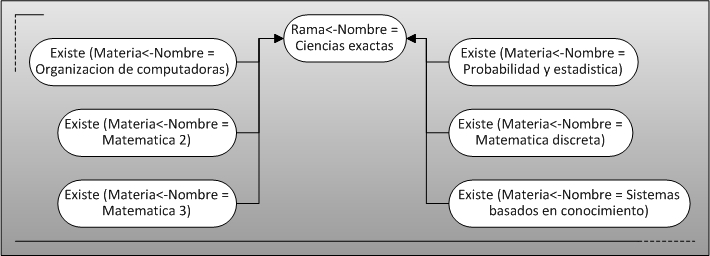 Rama<-Nombre =
Ciencias exactas
Existe (Materia<-Nombre =
Organizacion de computadoras)
Existe (Materia<-Nombre =
Matematica 2)
Existe (Materia<-Nombre =
Matematica 3)
Existe (Materia<-Nombre =
Probabilidad y estadistica)
Existe (Materia<-Nombre =
Matematica discreta)
Existe (Materia<-Nombre = Sistemas
basados en conocimiento)